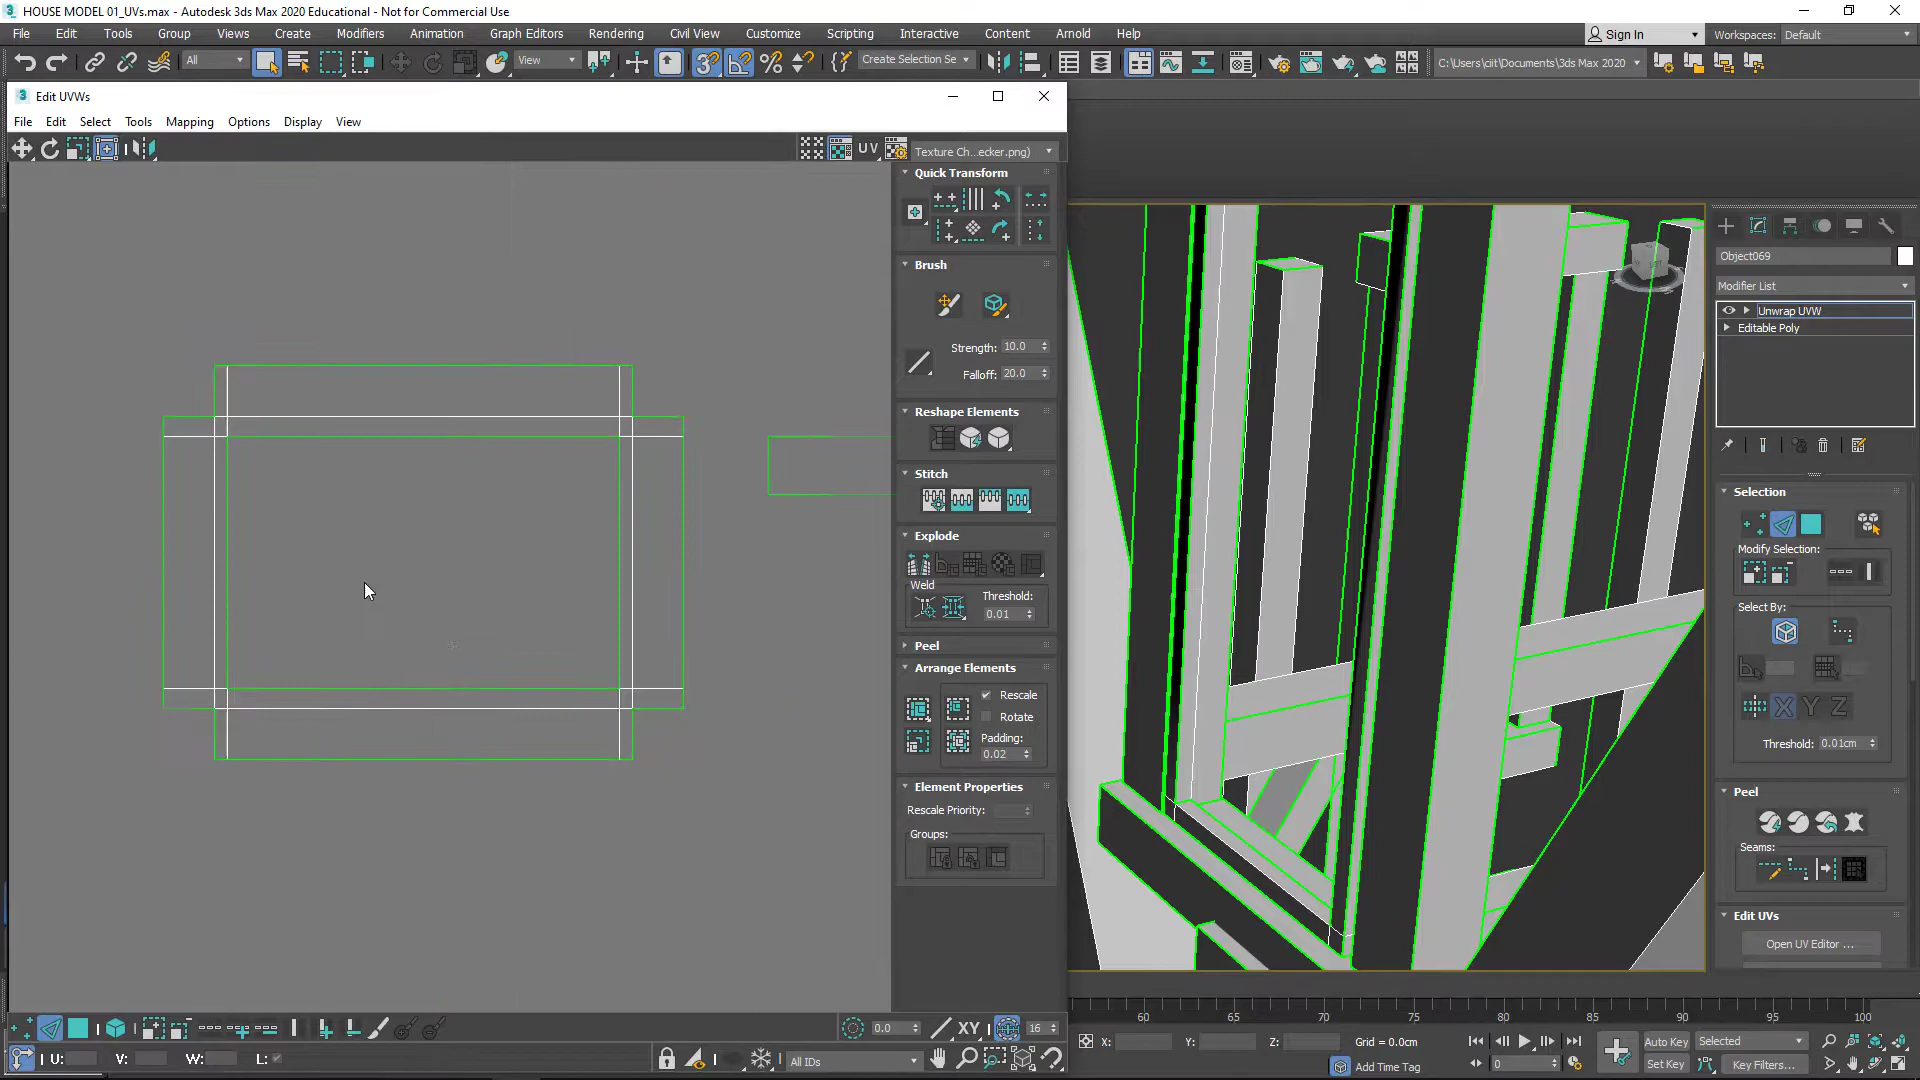 HOUSE MODEL 01_UVs.max - Autodesk 3ds Max 2020 Educational - Not for Commercial Use
File Edit Tools Group Views Create Modifiers Animation Graph Editors Rendering Civil View Customize Scripting Interactive Content Arnold Help
Sign In
Workspaces: Default
All
View
Create Selection Se
C:\Users\ciit\Documents\3ds Max 2020
Edit UVWs
File Edit Select Tools Mapping Options Display View
UV
Texture Ch...ecker.png)
Quick Transform
Brush
Strength: 10.0
Falloff: 20.0
Reshape Elements
Stitch
Explode
Weld
Threshold:
0.01
Peel
Arrange Elements
Rescale
Rotate
Padding:
0.02
Element Properties
Rescale Priority:
Groups:
0.0
XY
16
U: V: W: L:
All IDs
Object069
Modifier List
Unwrap UVW
Editable Poly
Selection
Modify Selection:
Select By:
X Y Z
Threshold: 0.01cm
Peel
Seams:
Edit UVs
Open UV Editor ...
60 65 70 75 80 85 90 95 100
X: Y: Z: Grid = 0.0cm
Add Time Tag
Auto Key
Selected
Set Key
Key Filters...
0